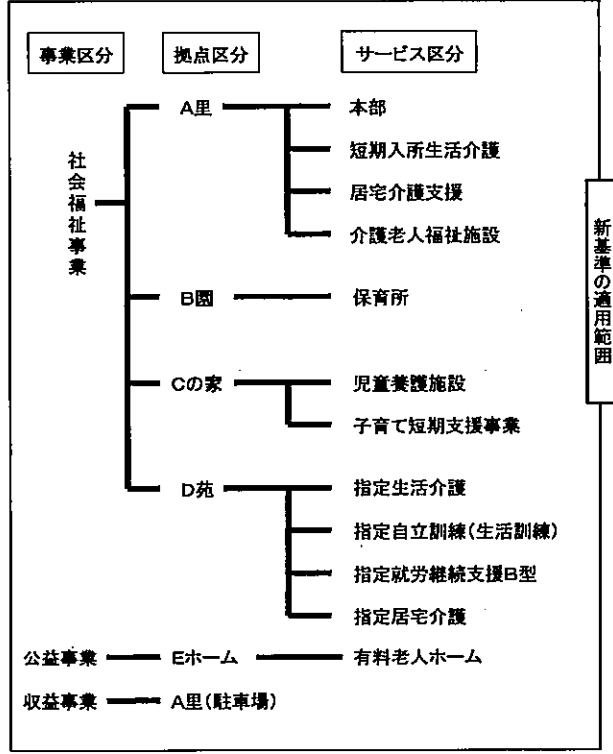 事業区分 拠点区分 サービス区分
A里 本部
短期入所生活介護
居宅介護支援
介護老人福祉施設
社会福祉事業
B園 保育所
Cの家 児童養護施設
子育て短期支援事業
D苑 指定生活介護
指定自立訓練(生活訓練)
指定就労継続支援B型
指定居宅介護
公益事業 Eホーム 有料老人ホーム
収益事業 A里(駐車場)
新基準の適用範囲